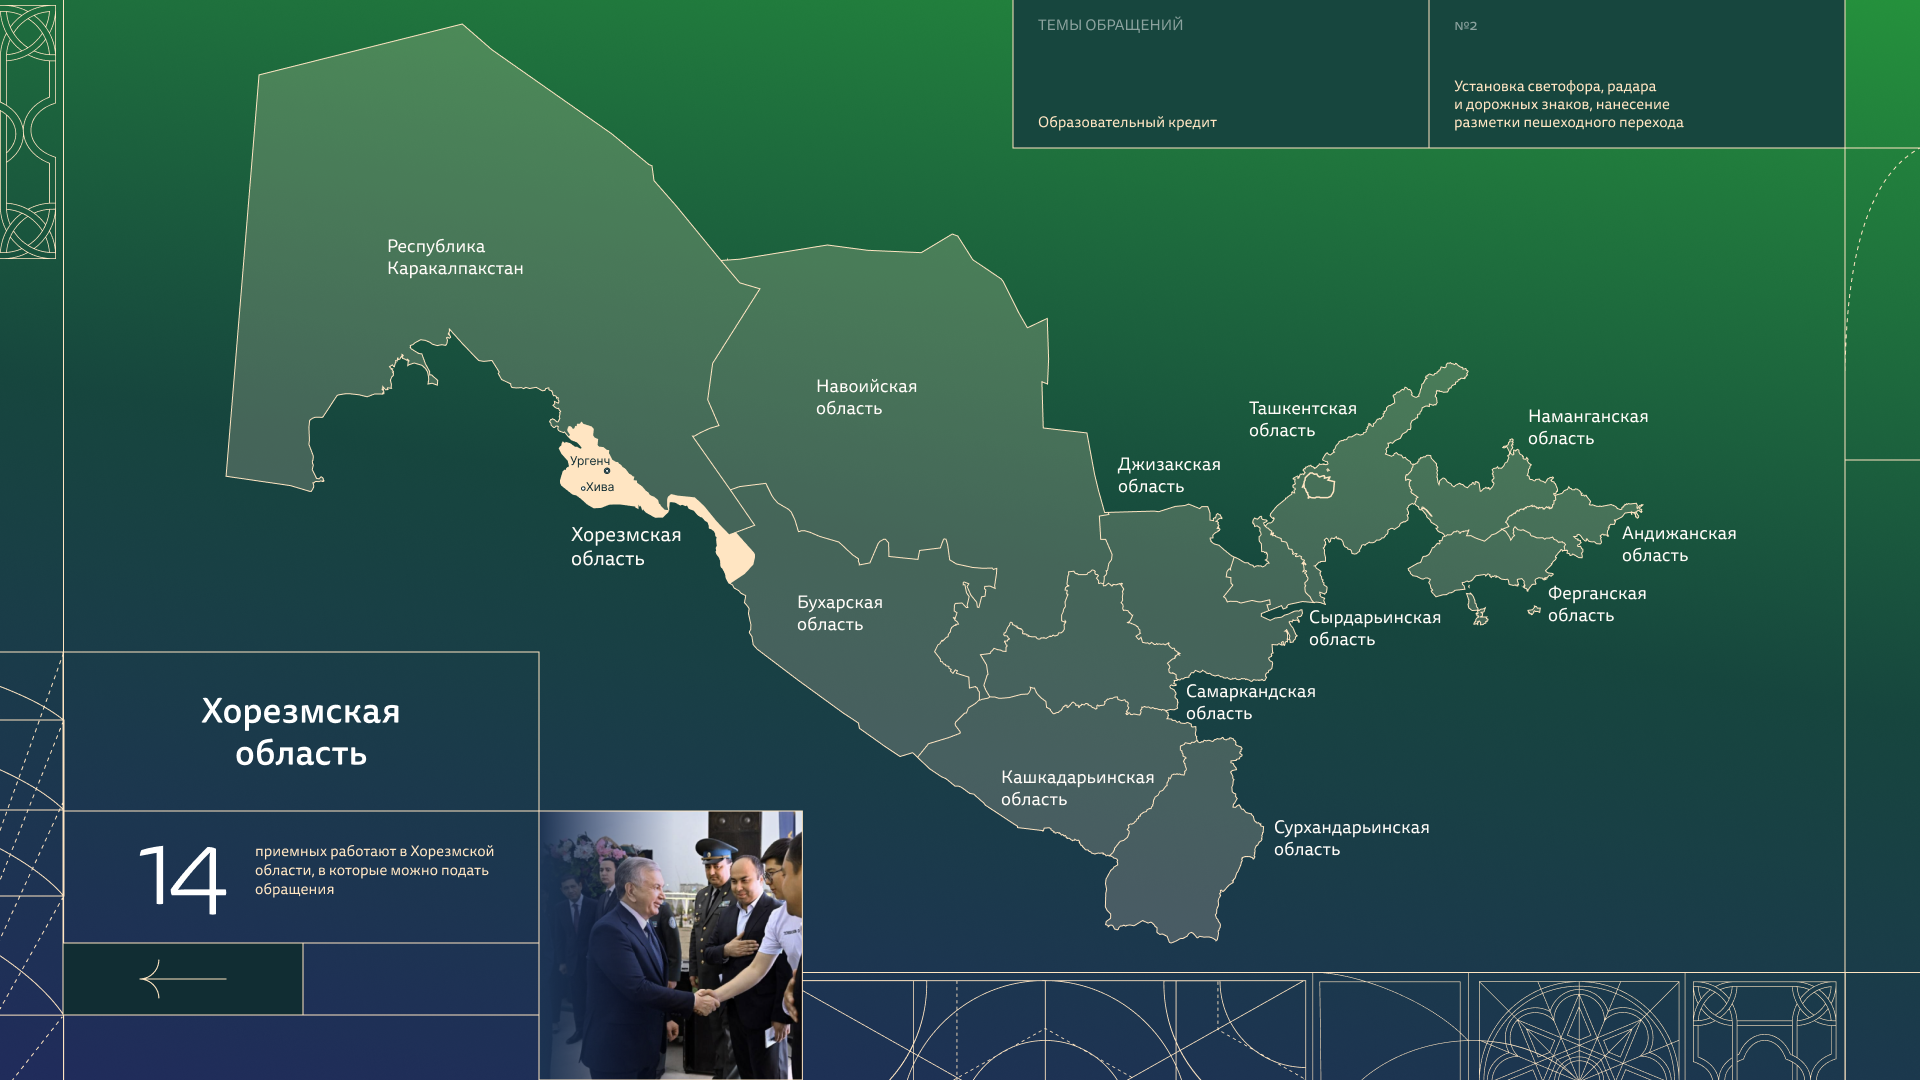 ТЕМЫ ОБРАЩЕНИЙ
Образовательный кредит
№2
Установка светофора, радара
и дорожных знаков, нанесение
разметки пешеходного перехода
Республика
Каракалпакстан
Навоийская
область
Ташкентская
область
Наманганская
область
Джизакская
область
Ургенч
Хива
Хорезмская
область
Андижанская
область
Ферганская
область
Бухарская
область
Сырдарьинская
область
Самаркандская
область
Кашкадарьинская
область
Сурхандарьинская
область
Хорезмская
область
14
приемных работают в Хорезмской
области, в которые можно подать
обращения